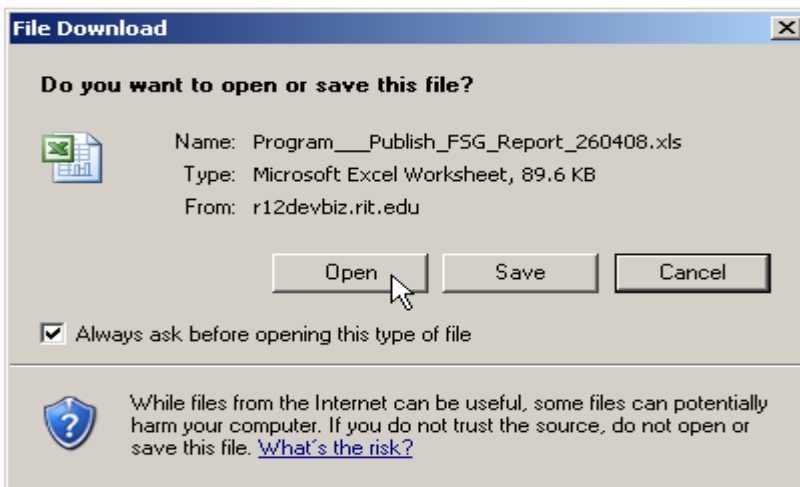 File Download
Do you want to open or save this file?
Name: Program___Publish_FSG_Report_260408.xls
Type: Microsoft Excel Worksheet, 89.6 KB
From: r12devbiz.rit.edu
Open Save Cancel
Always ask before opening this type of file
While files from the Internet can be useful, some files can potentially
harm your computer. If you do not trust the source, do not open or
save this file. What's the risk?